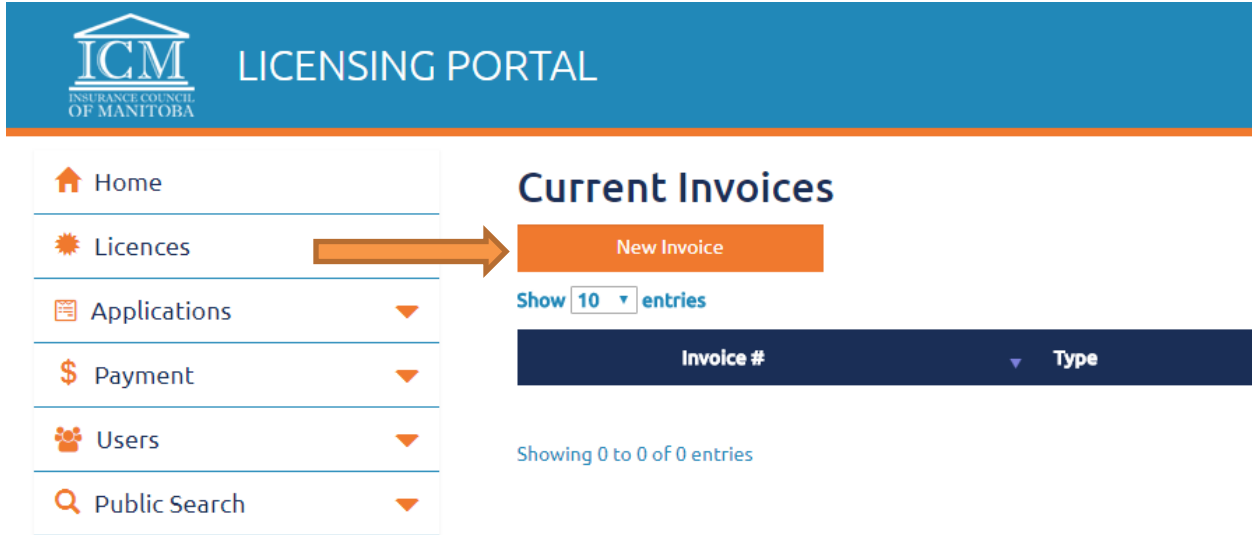 ICM
INSURANCE COUNCIL
OF MANITOBA
LICENSING PORTAL
Home
Licences
Applications
$ Payment
Users
Public Search
Current Invoices
New Invoice
Show 10 entries
Invoice # Type
Showing 0 to 0 of 0 entries